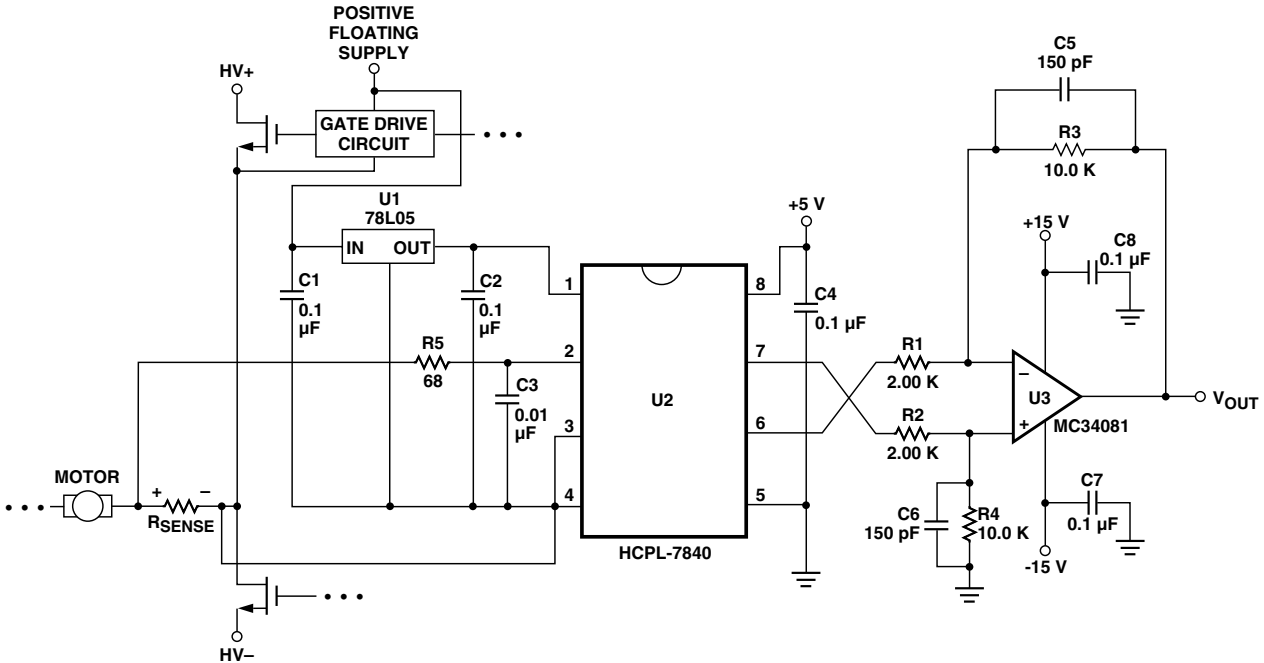 POSITIVE
FLOATING
SUPPLY
HV+
GATE DRIVE
CIRCUIT
• • •
U1
78L05
IN OUT
C1
0.1
µF
C2
0.1
µF
R5
68
C3
0.01
µF
MOTOR
• • •
+ –
RSENSE
• • •
HV–
1
2
3
4
U2
8
7
6
5
HCPL-7840
+5 V
C4
0.1 µF
R1
2.00 K
R2
2.00 K
C5
150 pF
R3
10.0 K
+15 V
C8
0.1 µF
–
U3
+
MC34081
VOUT
C6
150 pF
R4
10.0 K
C7
0.1 µF
-15 V